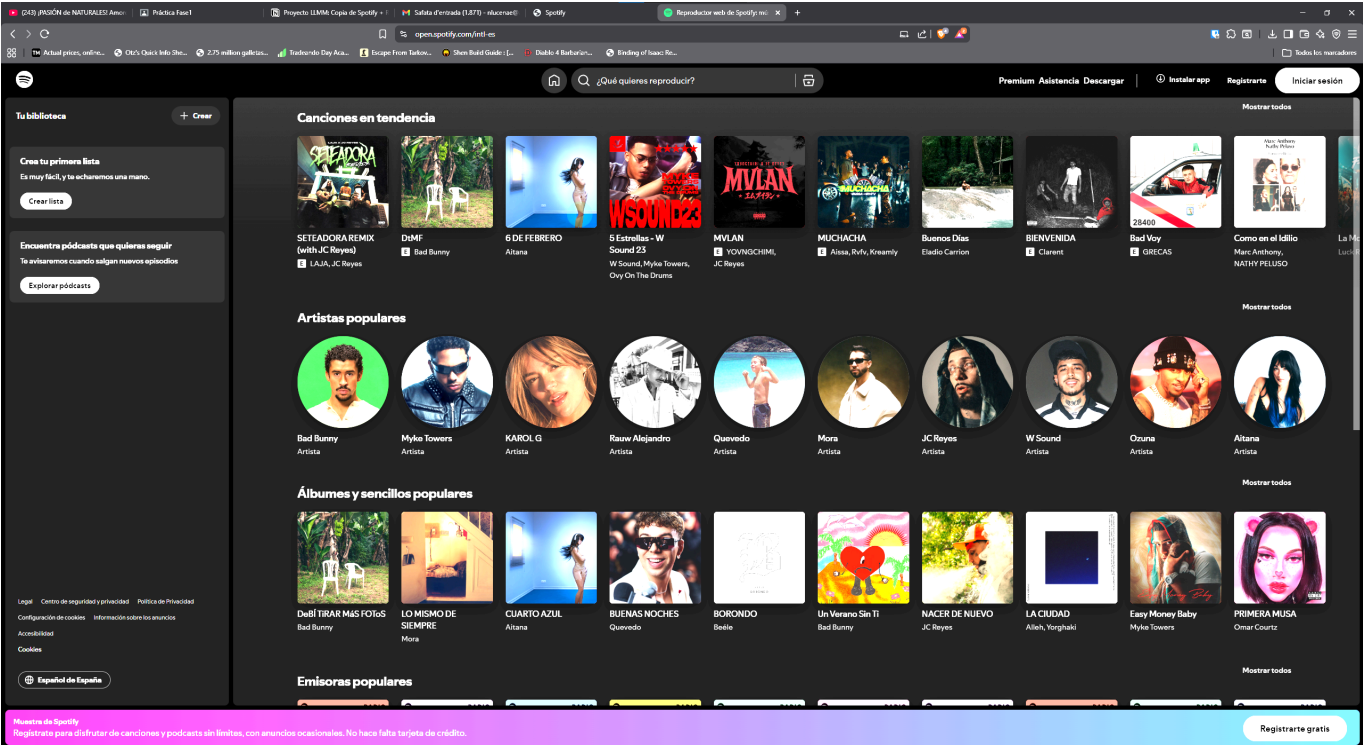 (243) ¡PASIÓN de NATURALES! Amor
Práctica Fase1
Proyecto LLMM: Copia de Spotify +
Safata d'entrada (1.871) - nlucenae@
Spotify
Reproductor web de Spotify: mú
open.spotify.com/intl-es
Actual prices, online...
Otz's Quick Info She...
2.75 million galletas...
Tradeando Day Aca...
Escape From Tarkov...
Shen Build Guide : [...
Diablo 4 Barbarian...
Binding of Isaac: Re...
Todos los marcadores
¿Qué quieres reproducir?
Premium Asistencia Descargar
Instalar app
Registrarte
Iniciar sesión
Tu biblioteca
+ Crear
Crea tu primera lista
Es muy fácil, y te echaremos una mano.
Crear lista
Encuentra pódcasts que quieras seguir
Te avisaremos cuando salgan nuevos episodios
Explorar pódcasts
Legal Centro de seguridad y privacidad Política de Privacidad
Configuración de cookies Información sobre los anuncios
Accesibilidad
Cookies
Español de España
Canciones en tendencia
Mostrar todos
SETEADORA
WSOUND23
MVLAN
MUCHACHA
28400
Marc Anthony
Nathy Peluso
SETEADORA REMIX
(with JC Reyes)
E LAJA, JC Reyes
DtMF
E Bad Bunny
6 DE FEBRERO
Aitana
5 Estrellas - W
Sound 23
W Sound, Myke Towers,
Ovy On The Drums
MVLAN
E YOVNGCHIMI,
JC Reyes
MUCHACHA
E Aissa, Rvfv, Kreamly
Buenos Días
Eladio Carrion
BIENVENIDA
E Clarent
Bad Voy
E GRECAS
Como en el Idilio
Marc Anthony,
NATHY PELUSO
La Mo
Artistas populares
Mostrar todos
Bad Bunny
Artista
Myke Towers
Artista
KAROL G
Artista
Rauw Alejandro
Artista
Quevedo
Artista
Mora
Artista
JC Reyes
Artista
W Sound
Artista
Ozuna
Artista
Aitana
Artista
Álbumes y sencillos populares
Mostrar todos
DeBÍ TiRAR MáS FOToS
Bad Bunny
LO MISMO DE
SIEMPRE
Mora
CUARTO AZUL
Aitana
BUENAS NOCHES
Quevedo
BORONDO
Beéle
Un Verano Sin Ti
Bad Bunny
NACER DE NUEVO
JC Reyes
LA CIUDAD
Alleh, Yorghaki
Easy Money Baby
Myke Towers
PRIMERA MUSA
Omar Courtz
Emisoras populares
Mostrar todos
Muestra de Spotify
Regístrate para disfrutar de canciones y podcasts sin límites, con anuncios ocasionales. No hace falta tarjeta de crédito.
Registrarte gratis